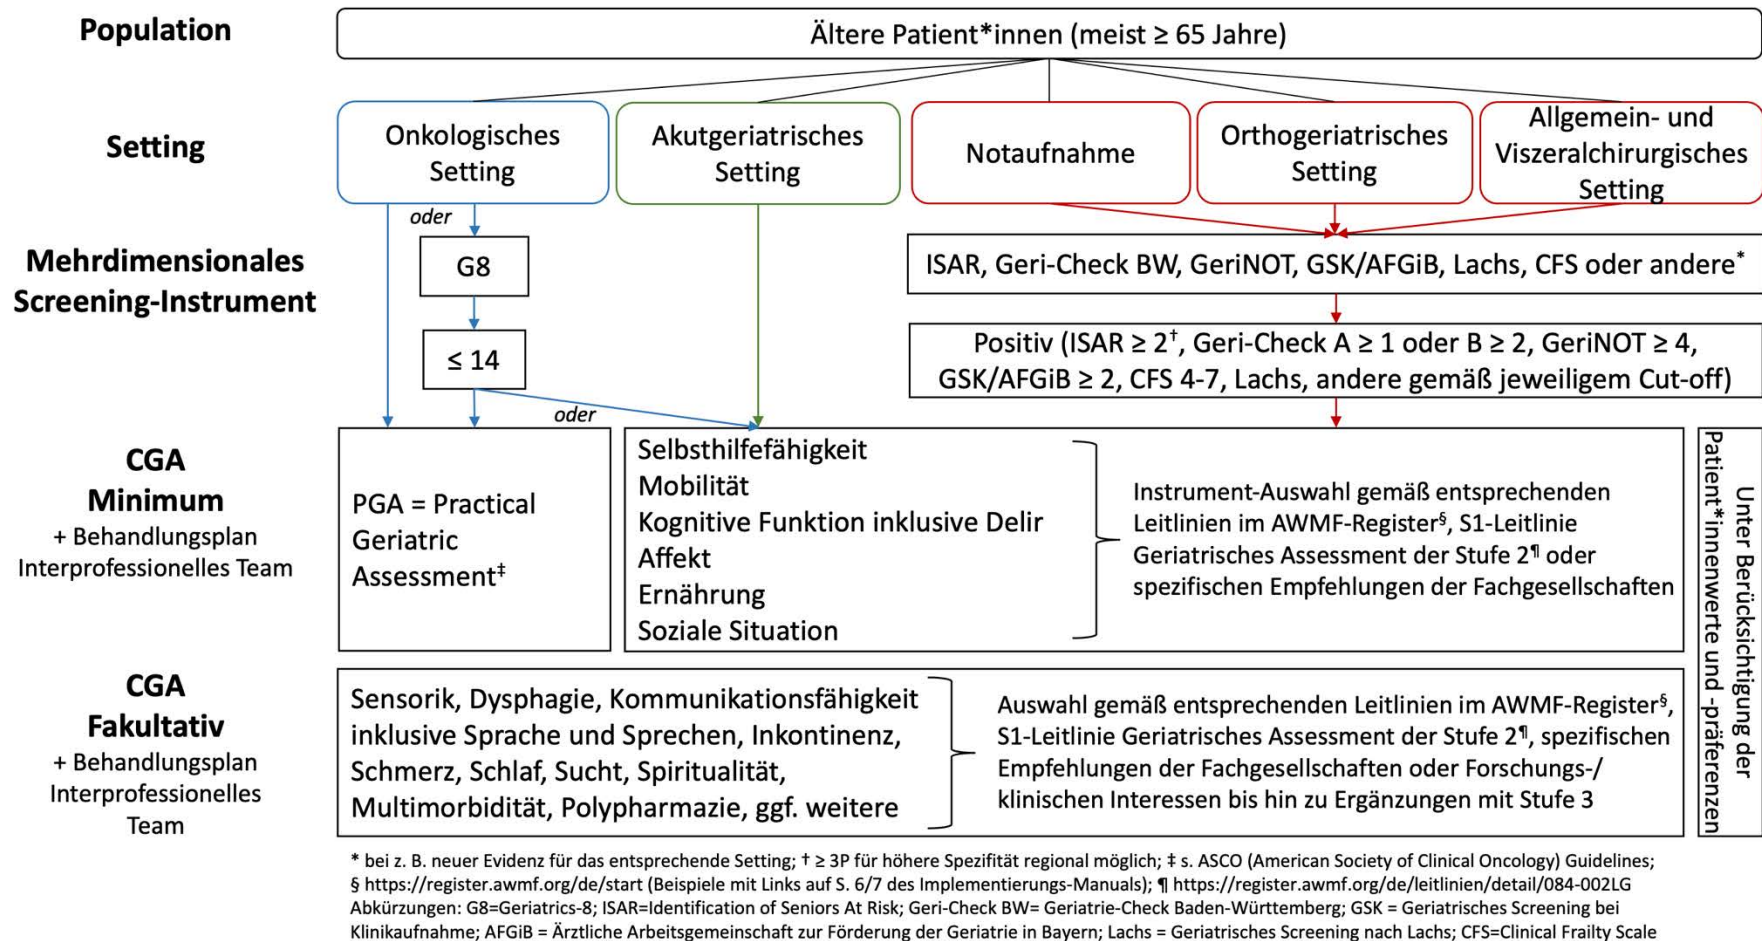 Population
Ältere Patient*innen (meist ≥ 65 Jahre)
Setting
Onkologisches
Setting
Akutgeriatrisches
Setting
Notaufnahme
Orthogeriatrisches
Setting
Allgemein- und
Viszeralchirurgisches
Setting
oder
Mehrdimensionales
Screening-Instrument
G8
≤ 14
oder
ISAR, Geri-Check BW, GeriNOT, GSK/AFGiB, Lachs, CFS oder andere*
Positiv (ISAR ≥ 2†, Geri-Check A ≥ 1 oder B ≥ 2, GeriNOT ≥ 4,
GSK/AFGiB ≥ 2, CFS 4-7, Lachs, andere gemäß jeweiligem Cut-off)
CGA
Minimum
+ Behandlungsplan
Interprofessionelles Team
PGA = Practical
Geriatric
Assessment‡
Selbsthilfefähigkeit
Mobilität
Kognitive Funktion inklusive Delir
Affekt
Ernährung
Soziale Situation
Instrument-Auswahl gemäß entsprechenden
Leitlinien im AWMF-Register§, S1-Leitlinie
Geriatrisches Assessment der Stufe 2¶ oder
spezifischen Empfehlungen der Fachgesellschaften
Unter Berücksichtigung der
Patient*innenwerte und -präferenzen
CGA
Fakultativ
+ Behandlungsplan
Interprofessionelles
Team
Sensorik, Dysphagie, Kommunikationsfähigkeit
inklusive Sprache und Sprechen, Inkontinenz,
Schmerz, Schlaf, Sucht, Spiritualität,
Multimorbidität, Polypharmazie, ggf. weitere
Auswahl gemäß entsprechenden Leitlinien im AWMF-Register§,
S1-Leitlinie Geriatrisches Assessment der Stufe 2¶, spezifischen
Empfehlungen der Fachgesellschaften oder Forschungs-/
klinischen Interessen bis hin zu Ergänzungen mit Stufe 3
* bei z. B. neuer Evidenz für das entsprechende Setting; † ≥ 3P für höhere Spezifität regional möglich; ‡ s. ASCO (American Society of Clinical Oncology) Guidelines;
§ https://register.awmf.org/de/start (Beispiele mit Links auf S. 6/7 des Implementierungs-Manuals); ¶ https://register.awmf.org/de/leitlinien/detail/084-002LG
Abkürzungen: G8=Geriatrics-8; ISAR=Identification of Seniors At Risk; Geri-Check BW= Geriatrie-Check Baden-Württemberg; GSK = Geriatrisches Screening bei
Klinikaufnahme; AFGiB = Ärztliche Arbeitsgemeinschaft zur Förderung der Geriatrie in Bayern; Lachs = Geriatrisches Screening nach Lachs; CFS=Clinical Frailty Scale